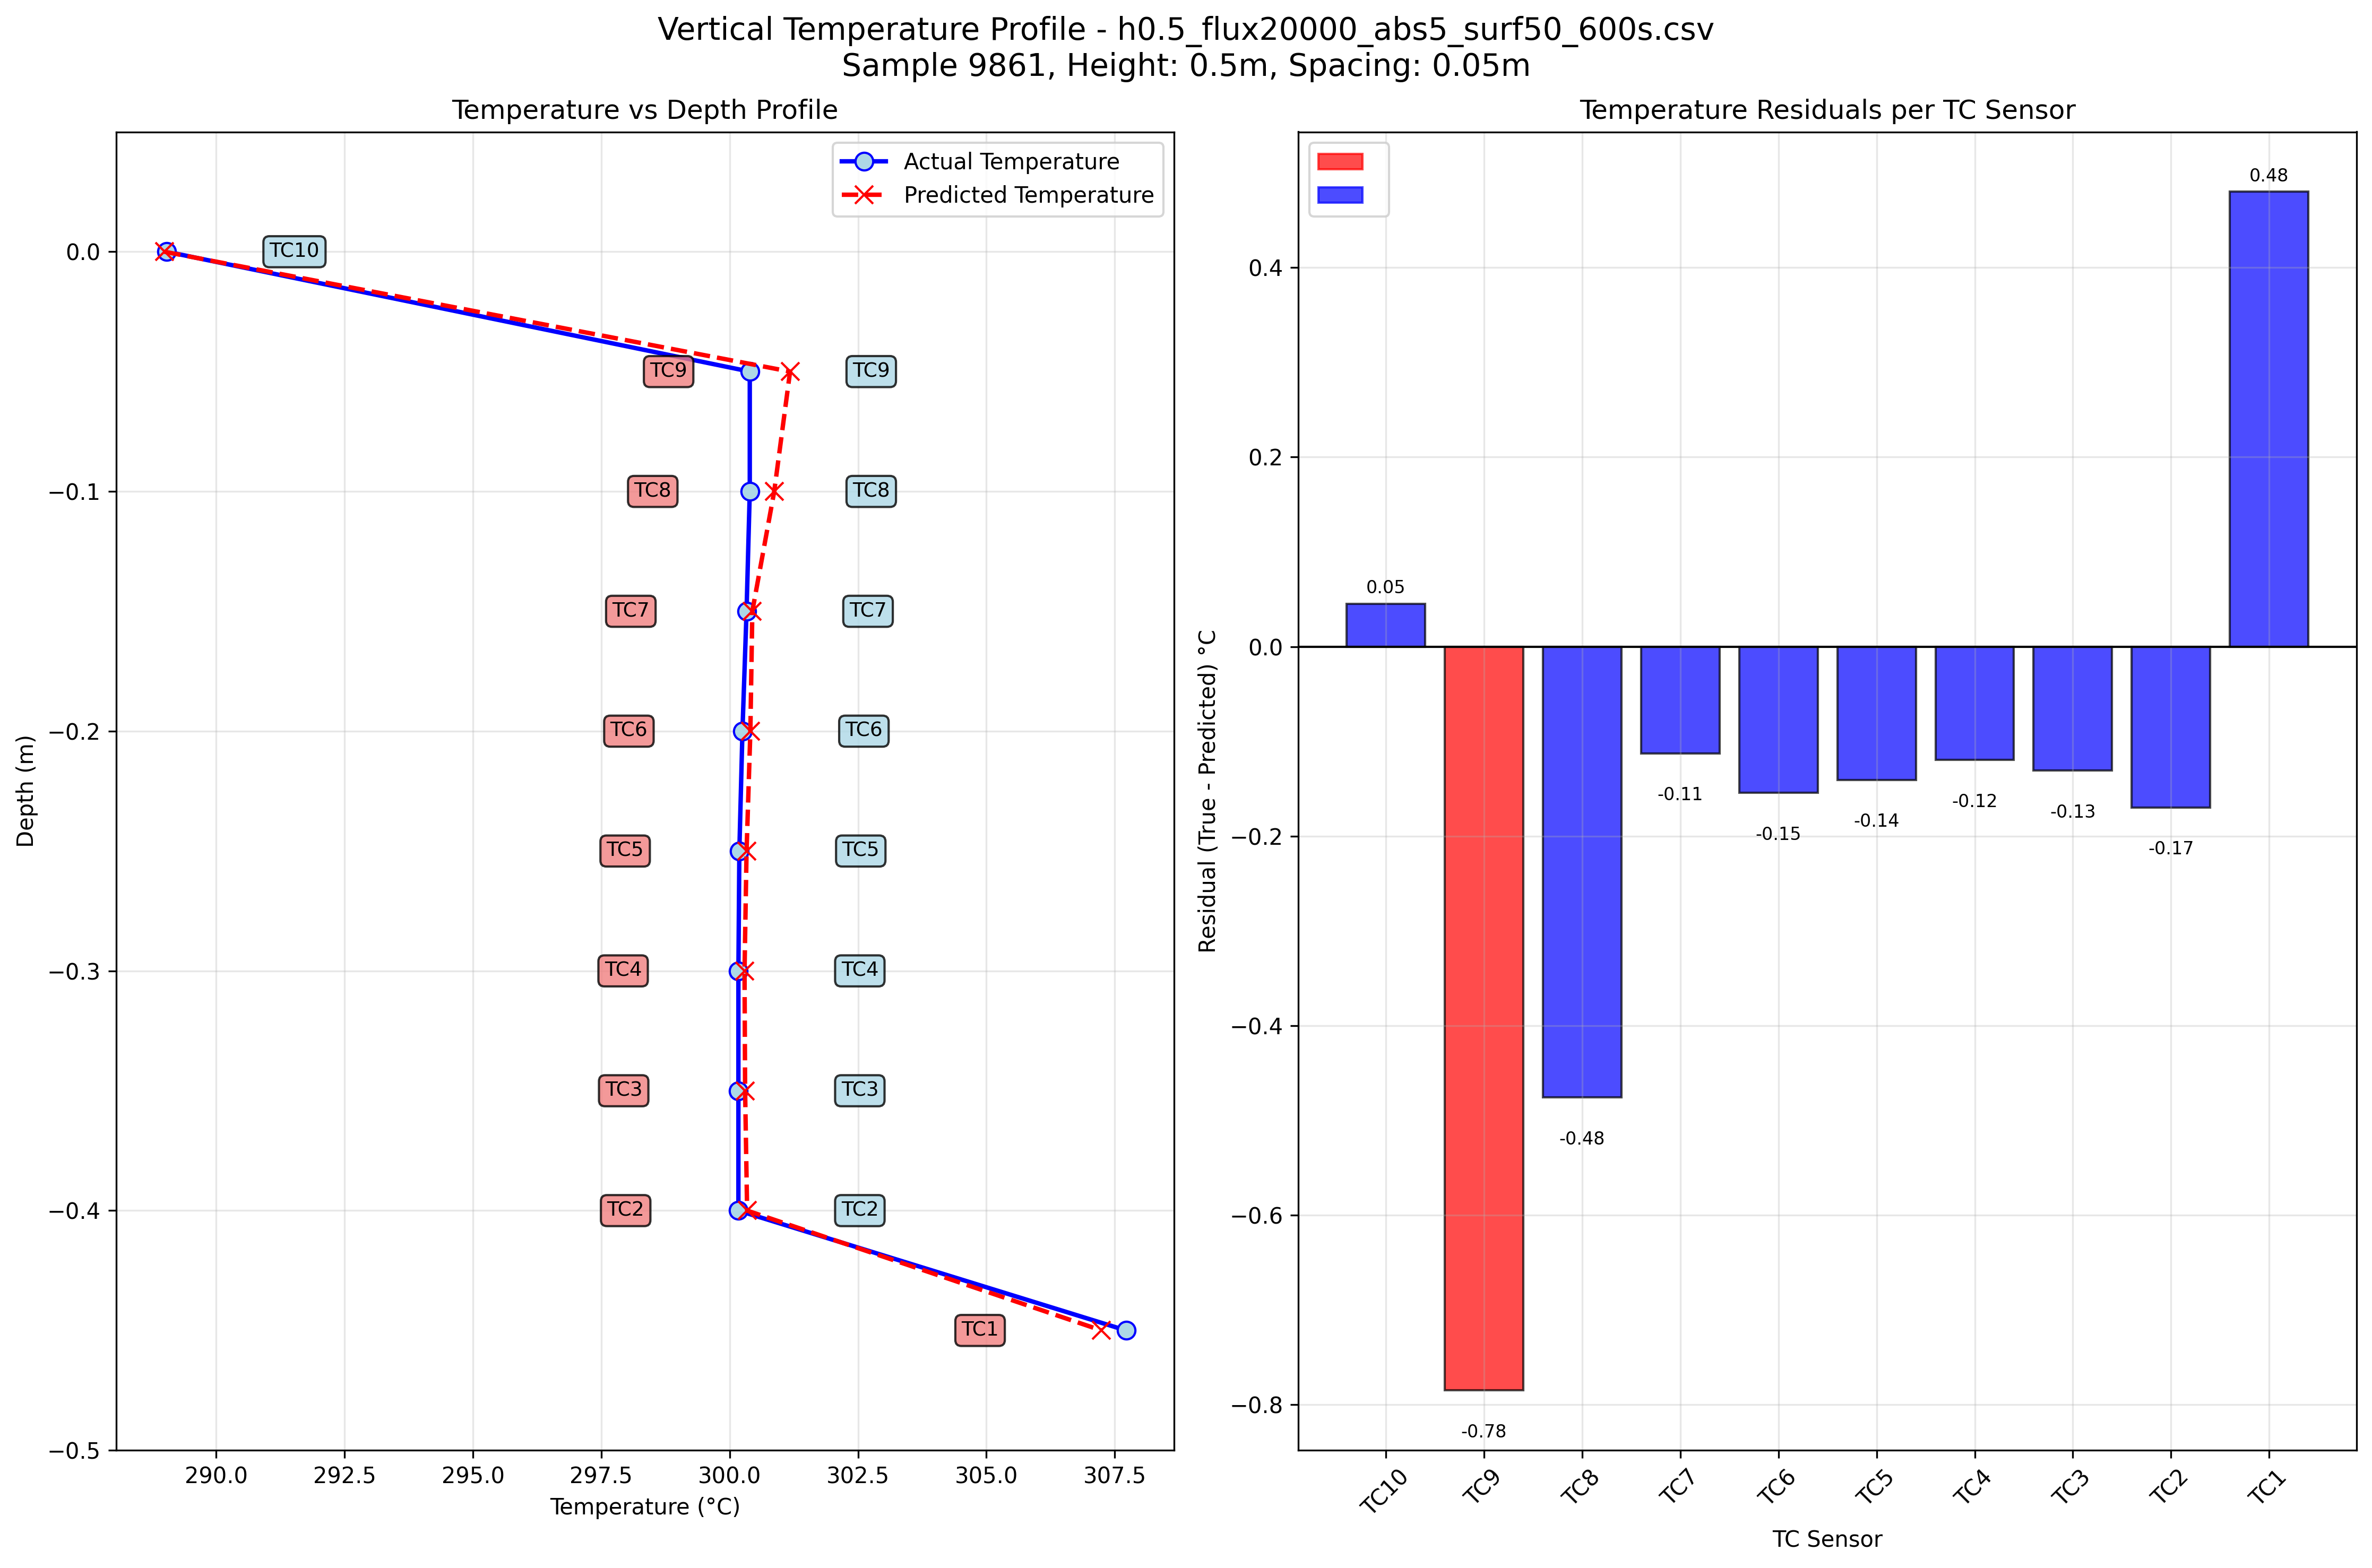 Vertical Temperature Profile - h0.5_flux20000_abs5_surf50_600s.csv
Sample 9861, Height: 0.5m, Spacing: 0.05m
Temperature vs Depth Profile
Actual Temperature
Predicted Temperature
TC10
TC9
TC9
TC8
TC8
TC7
TC7
TC6
TC6
TC5
TC5
TC4
TC4
TC3
TC3
TC2
TC2
TC1
0.0
−0.1
−0.2
−0.3
−0.4
−0.5
Depth (m)
290.0 292.5 295.0 297.5 300.0 302.5 305.0 307.5
Temperature (°C)
Temperature Residuals per TC Sensor
0.4
0.2
0.0
−0.2
−0.4
−0.6
−0.8
Residual (True - Predicted) °C
0.05
-0.78
-0.48
-0.11
-0.15
-0.14
-0.12
-0.13
-0.17
0.48
TC10 TC9 TC8 TC7 TC6 TC5 TC4 TC3 TC2 TC1
TC Sensor